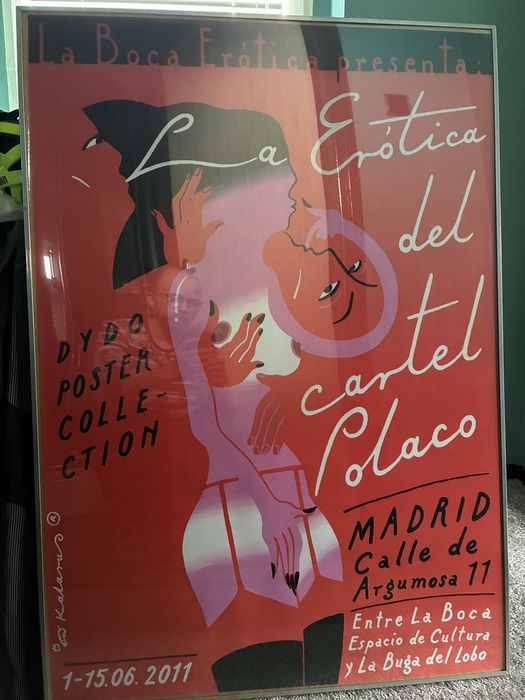 La Boca Erótica presenta:
La Erótica
del
cartel
Polaco
DYDO
POSTER
COLLE-
CTION
MADRID
Calle de
Argumosa 11
Entre La Boca
Espacio de Cultura
y La Buga del Lobo
Kalarus
®
1-15.06.2011